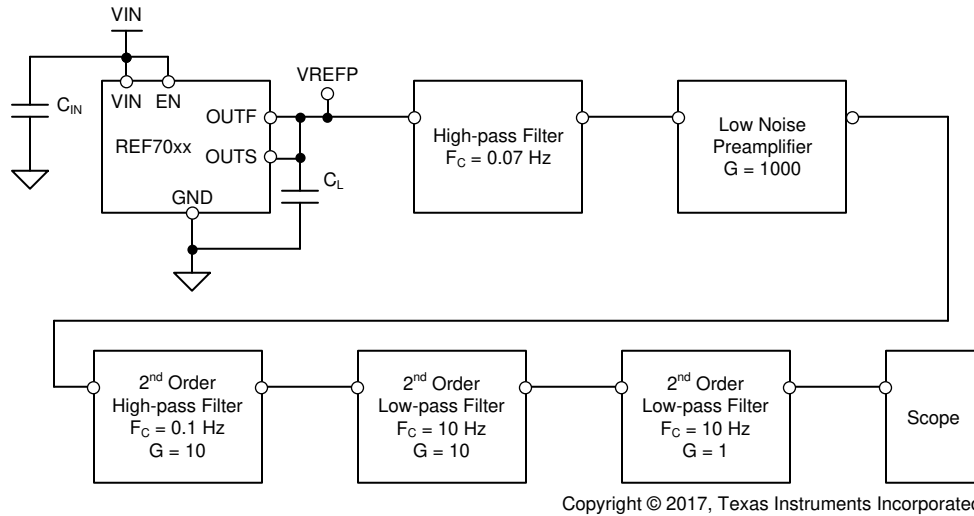 VIN
C_IN
VIN EN
OUTF
REF70xx
OUTS
GND
C_L
VREFP
High-pass Filter
F_C = 0.07 Hz
Low Noise
Preamplifier
G = 1000
2nd Order
High-pass Filter
F_C = 0.1 Hz
G = 10
2nd Order
Low-pass Filter
F_C = 10 Hz
G = 10
2nd Order
Low-pass Filter
F_C = 10 Hz
G = 1
Scope
Copyright © 2017, Texas Instruments Incorporated